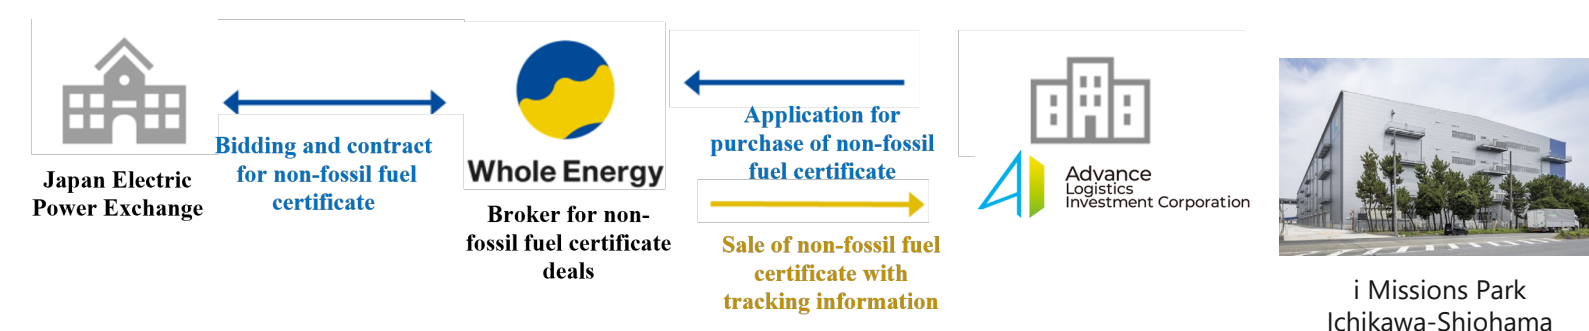 Japan Electric
Power Exchange
Bidding and contract
for non-fossil fuel
certificate
Whole Energy
Broker for non-
fossil fuel certificate
deals
Application for
purchase of non-fossil
fuel certificate
Sale of non-fossil fuel
certificate with
tracking information
Advance
Logistics
Investment Corporation
i Missions Park
Ichikawa-Shiohama